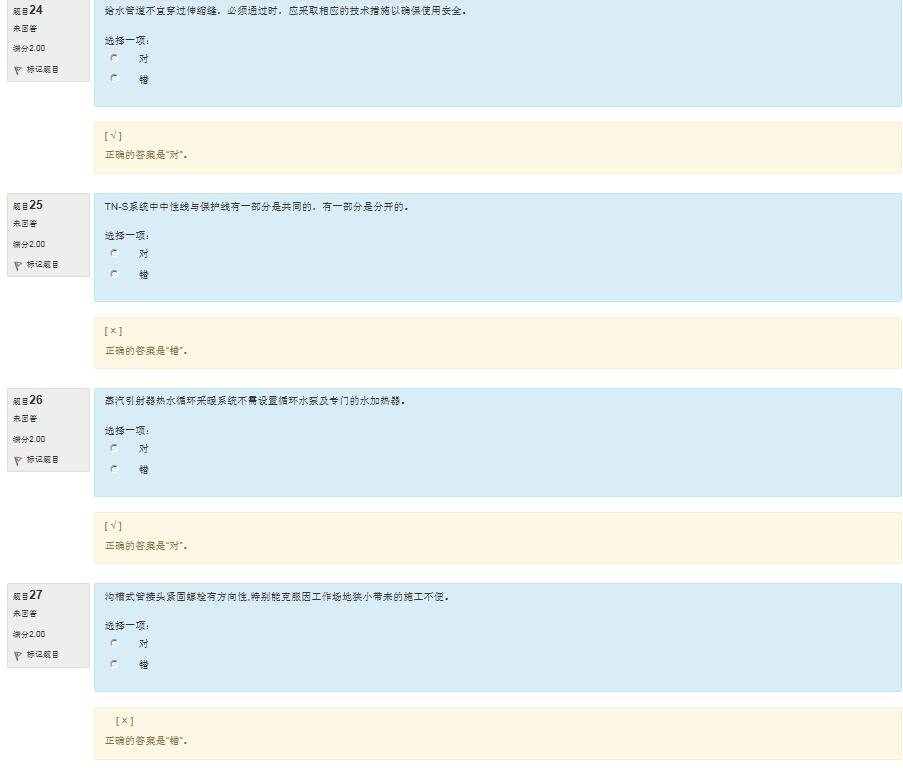 题目24
未回答
满分2.00
标记题目
给水管道不宜穿过伸缩缝，必须通过时，应采取相应的技术措施以确保使用安全。
选择一项：
对
错
[ √ ]
正确的答案是“对”。
题目25
未回答
满分2.00
标记题目
TN-S系统中中性线与保护线有一部分是共同的，有一部分是分开的。
选择一项：
对
错
[ × ]
正确的答案是“错”。
题目26
未回答
满分2.00
标记题目
蒸汽引射器热水循环采暖系统不需设置循环水泵及专门的水加热器。
选择一项：
对
错
[ √ ]
正确的答案是“对”。
题目27
未回答
满分2.00
标记题目
沟槽式管接头紧固螺栓有方向性,特别能克服因工作场地狭小带来的施工不便。
选择一项：
对
错
[ × ]
正确的答案是“错”。